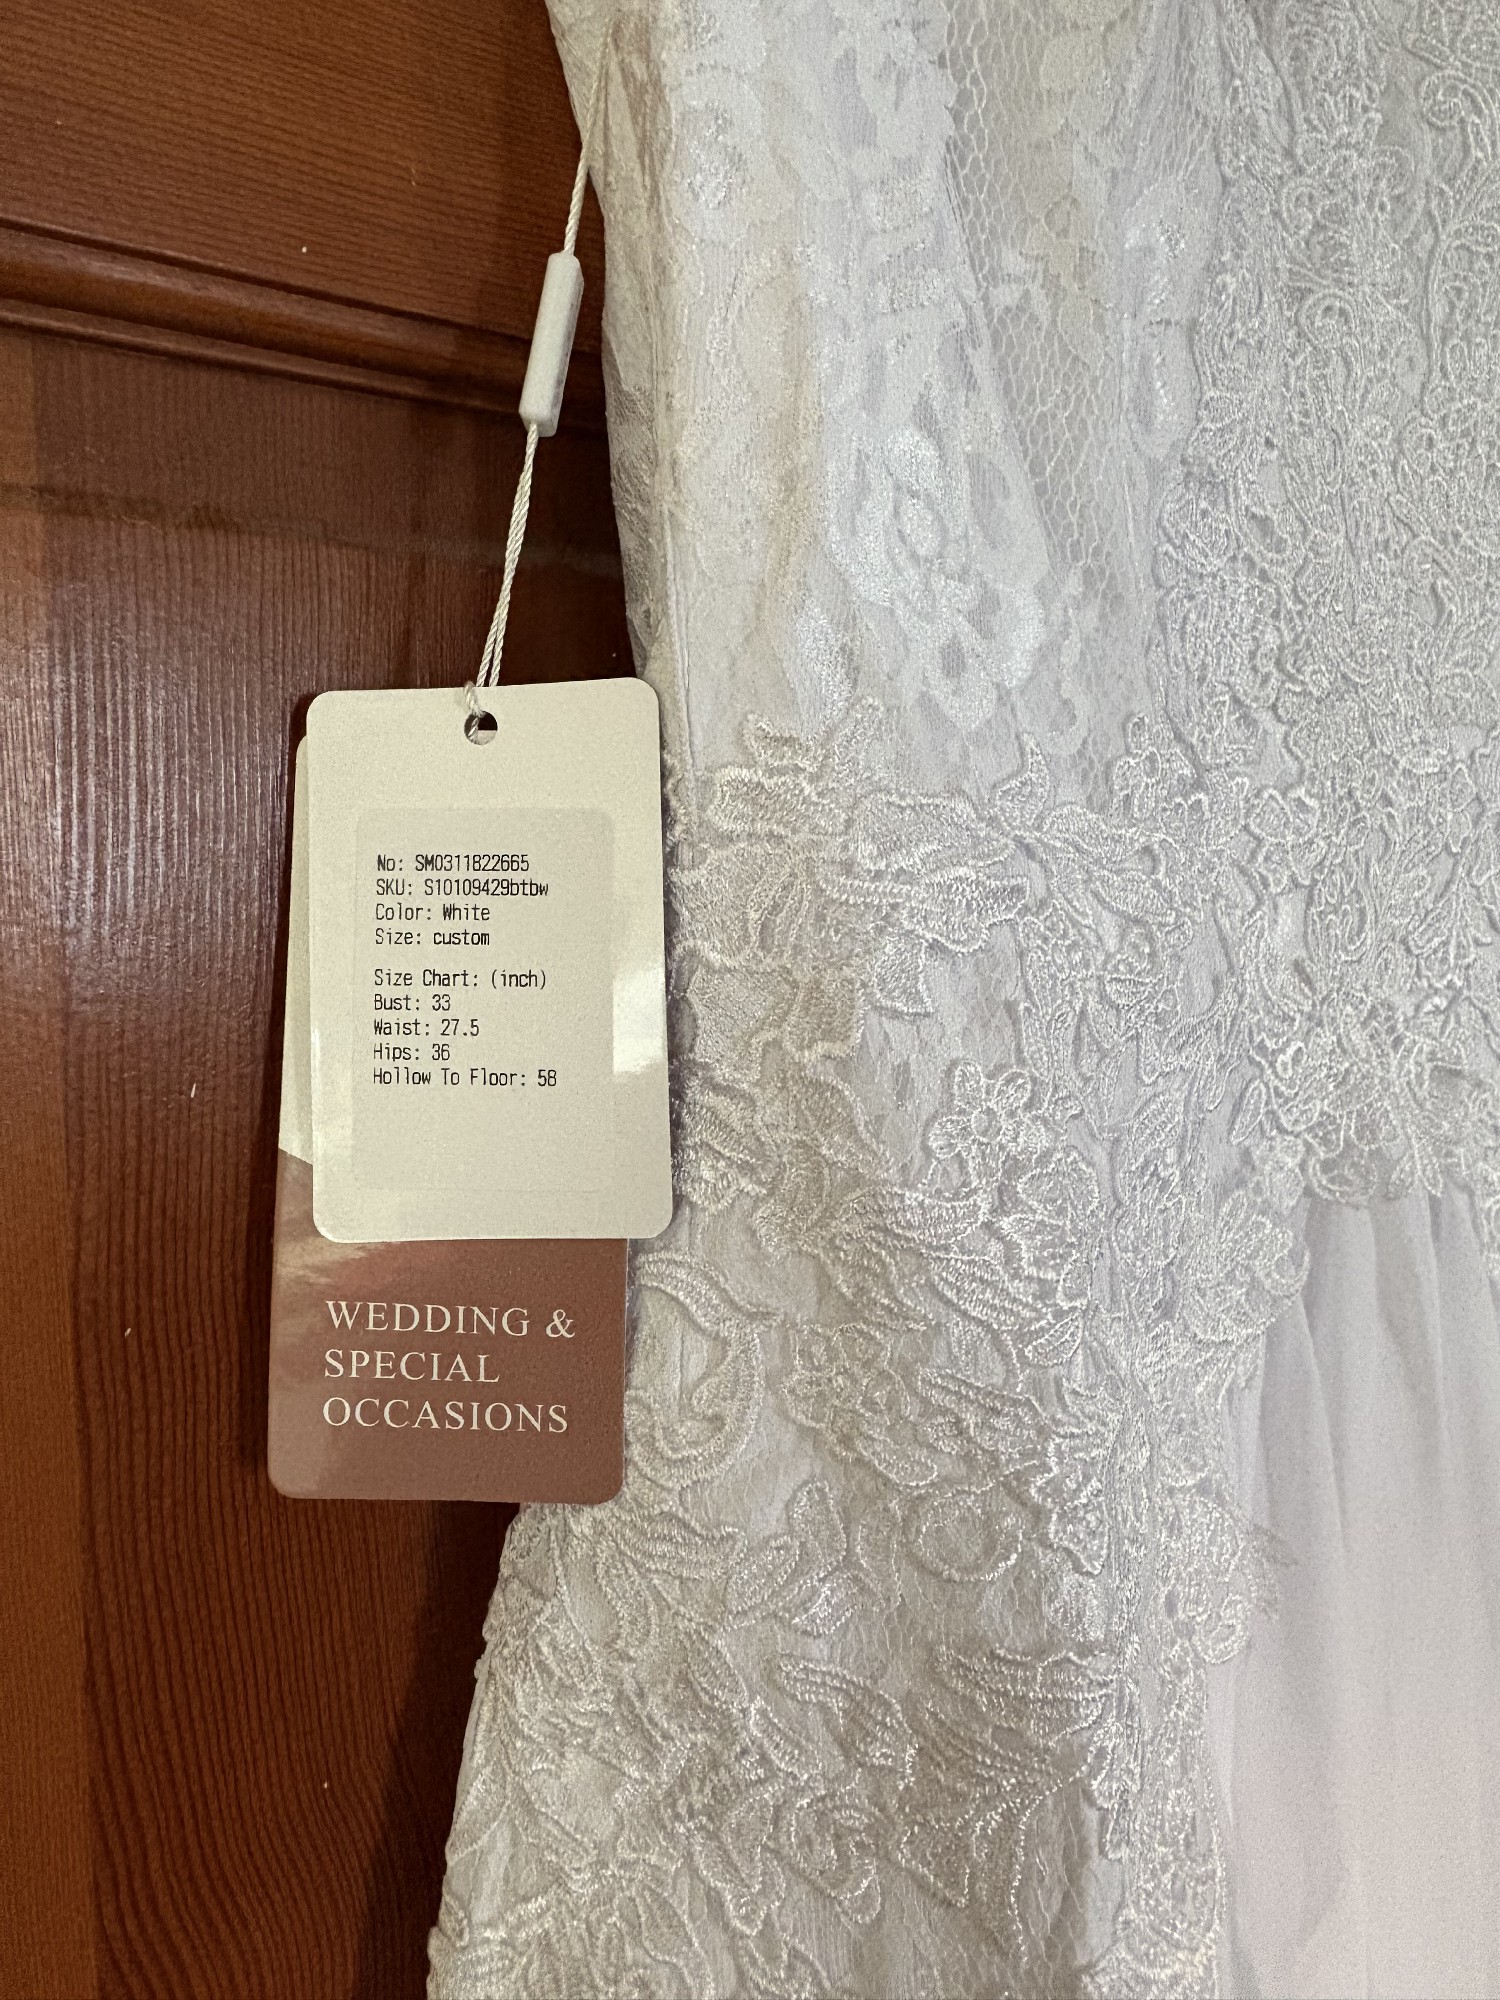 No: SM0311822665
SKU: S10109429btbw
Color: White
Size: custom
Size Chart: (inch)
Bust: 33
Waist: 27.5
Hips: 36
Hollow To Floor: 58
WEDDING &
SPECIAL
OCCASIONS